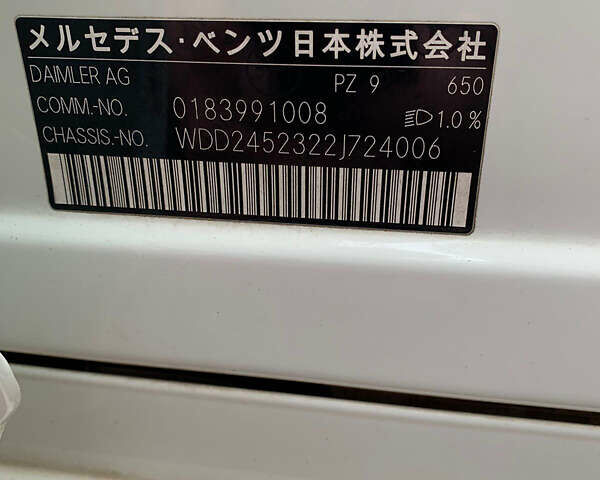 メルセデス・ベンツ日本株式会社
DAIMLER AG PZ 9 650
COMM.-NO. 0183991008 1.0%
CHASSIS.-NO. WDD2452322J724006